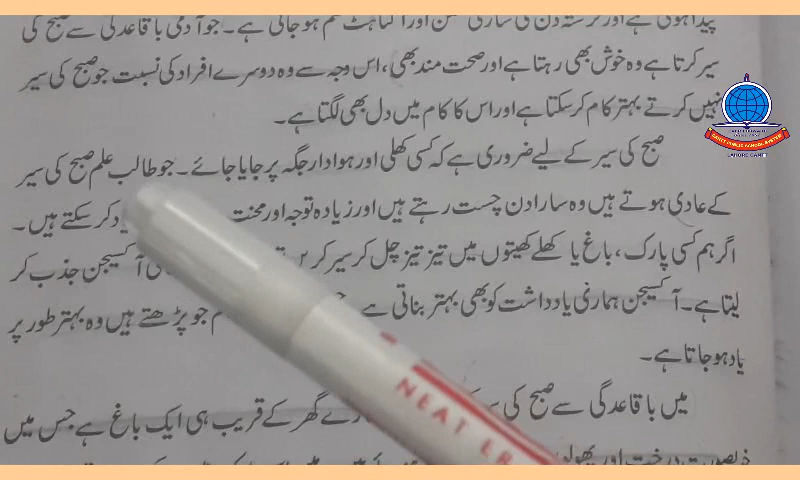 پیدا ہوتی ہے اور گزشتہ دن کی ساری تھکن اور اکتاہٹ ختم ہو جاتی ہے۔ جو آدمی باقاعدگی سے صبح کی
سیر کرتا ہے وہ خوش بھی رہتا ہے اور صحت مند بھی، اس وجہ سے وہ دوسرے افراد کی نسبت جو صبح کی سیر
نہیں کرتے بہتر کام کر سکتا ہے اور اس کا کام میں دل بھی لگتا ہے۔
صبح کی سیر کے لیے ضروری ہے کہ کسی کھلی اور ہوادار جگہ پر جایا جائے۔ جو طالب علم صبح کی سیر
کے عادی ہوتے ہیں وہ سارا دن چست رہتے ہیں اور زیادہ توجہ اور محنت کر سکتے ہیں۔
اگر ہم کسی پارک، باغ یا کھلے کھیتوں میں تیز تیز چل کر سیر کریں آکسیجن جذب کر
لیتا ہے۔ آکسیجن ہماری یادداشت کو بھی بہتر بناتی ہے جو پڑھتے ہیں وہ بہتر طور پر
یاد ہو جاتا ہے۔
میں باقاعدگی سے صبح کی گھر کے قریب ہی ایک باغ ہے جس میں
درخت اور
NEAT ER
LAHORE CANTT